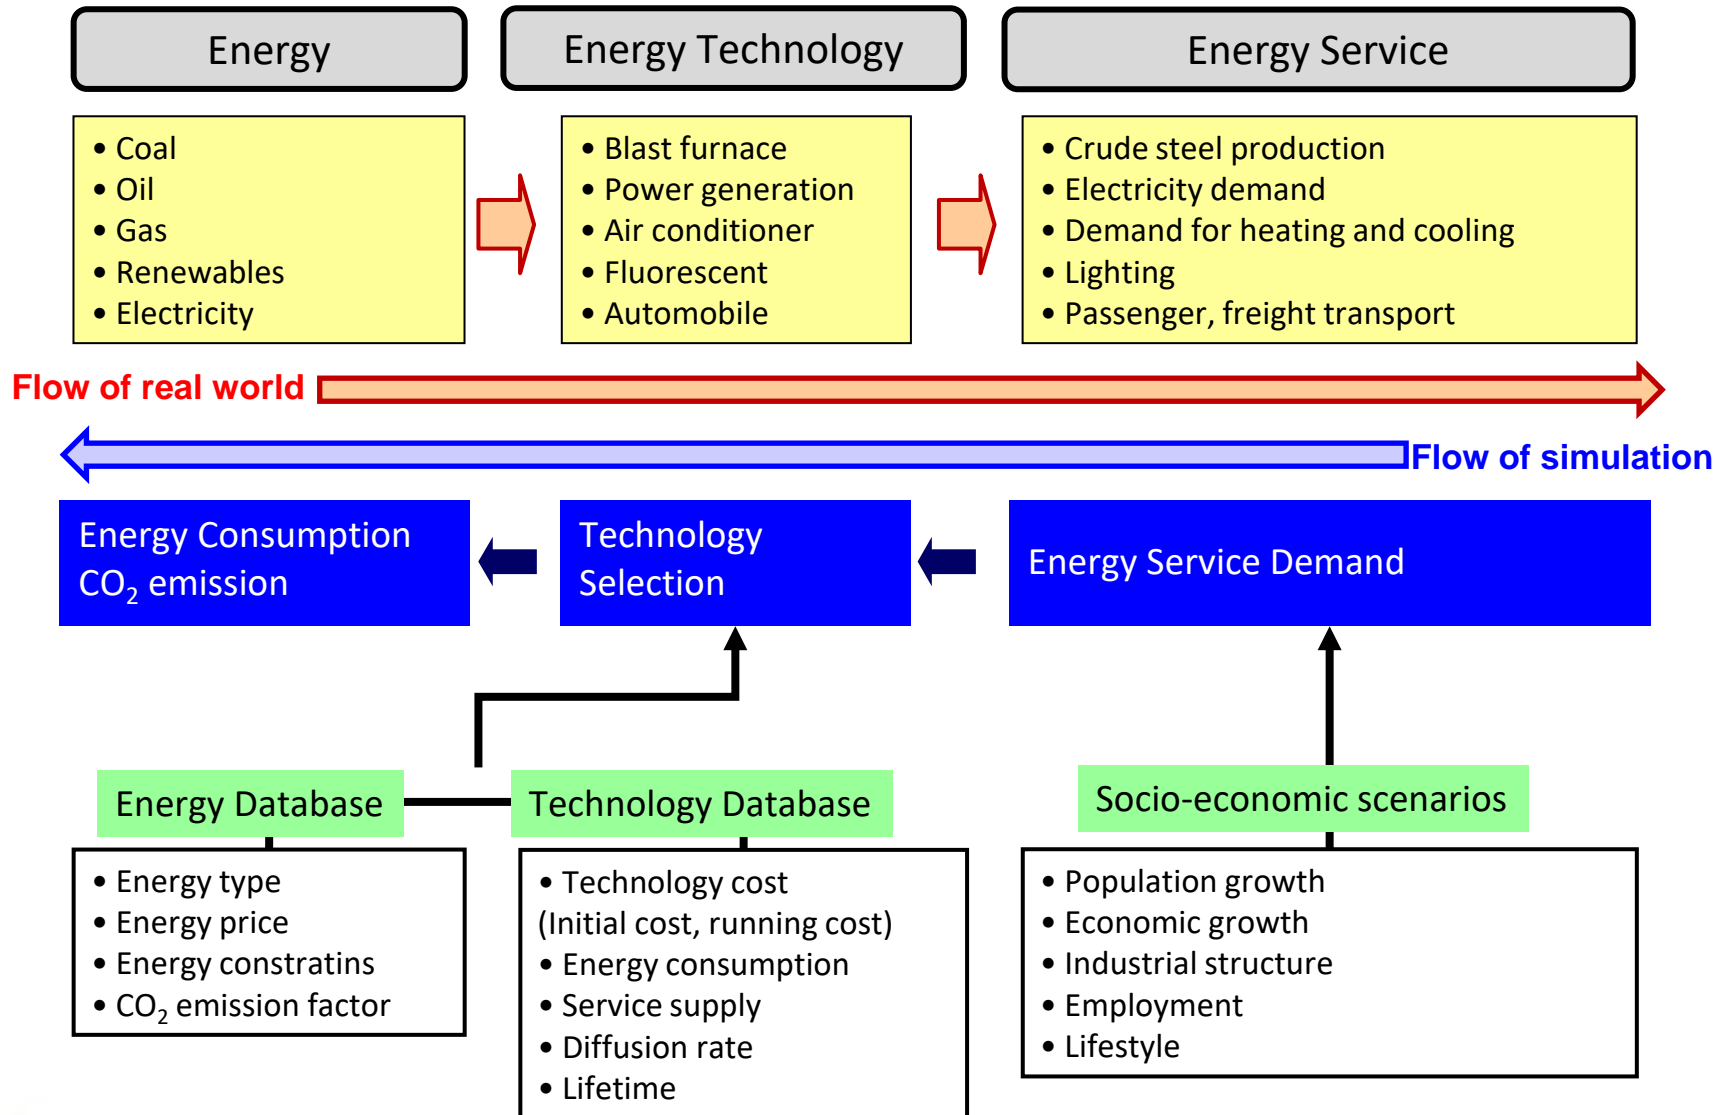 Energy
Energy Technology
Energy Service
• Coal
• Oil
• Gas
• Renewables
• Electricity
• Blast furnace
• Power generation
• Air conditioner
• Fluorescent
• Automobile
• Crude steel production
• Electricity demand
• Demand for heating and cooling
• Lighting
• Passenger, freight transport
Flow of real world
Flow of simulation
Energy Consumption
CO₂ emission
Technology
Selection
Energy Service Demand
Energy Database
Technology Database
Socio-economic scenarios
• Energy type
• Energy price
• Energy constratins
• CO₂ emission factor
• Technology cost
(Initial cost, running cost)
• Energy consumption
• Service supply
• Diffusion rate
• Lifetime
• Population growth
• Economic growth
• Industrial structure
• Employment
• Lifestyle